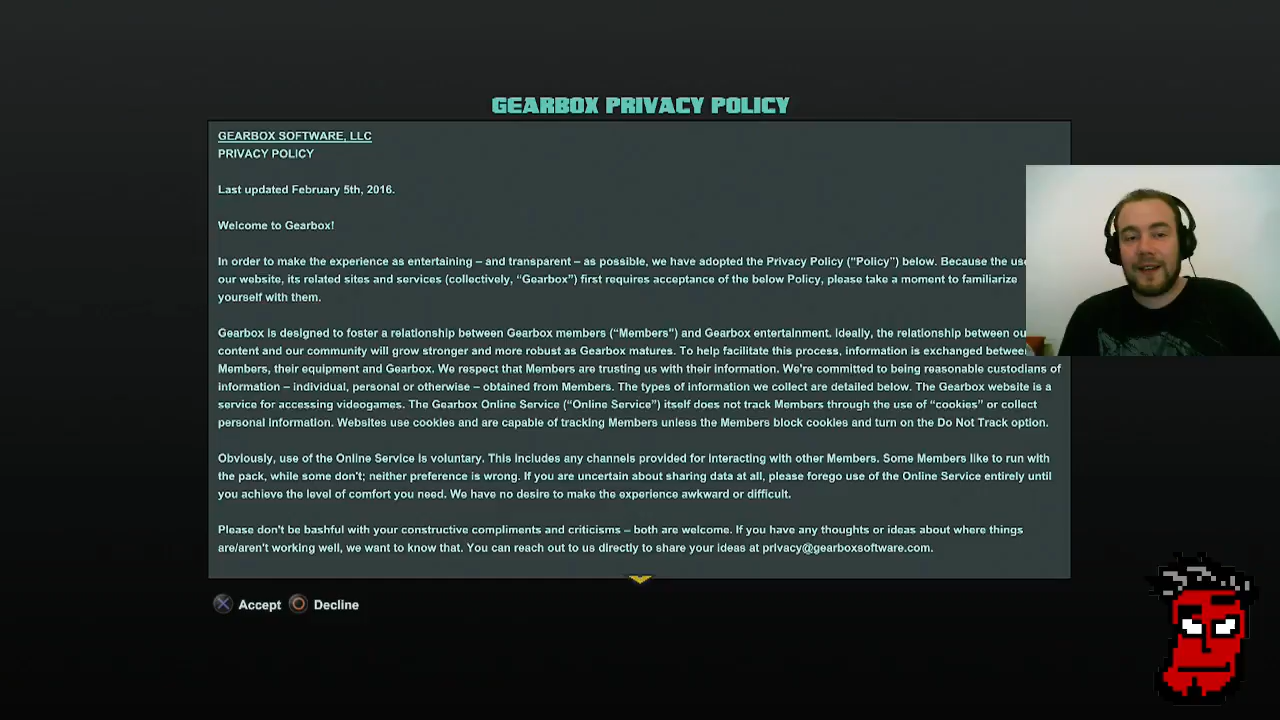 GEARBOX PRIVACY POLICY
GEARBOX SOFTWARE, LLC
PRIVACY POLICY
Last updated February 5th, 2016.
Welcome to Gearbox!
In order to make the experience as entertaining – and transparent – as possible, we have adopted the Privacy Policy (“Policy”) below. Because the
our website, its related sites and services (collectively, “Gearbox”) first requires acceptance of the below Policy, please take a moment to familiarize
yourself with them.
Gearbox is designed to foster a relationship between Gearbox members (“Members”) and Gearbox entertainment. Ideally, the relationship between
content and our community will grow stronger and more robust as Gearbox matures. To help facilitate this process, information is exchanged between
Members, their equipment and Gearbox. We respect that Members are trusting us with their information. We're committed to being reasonable custodians of
information – individual, personal or otherwise – obtained from Members. The types of information we collect are detailed below. The Gearbox website is a
service for accessing videogames. The Gearbox Online Service (“Online Service”) itself does not track Members through the use of “cookies” or collect
personal information. Websites use cookies and are capable of tracking Members unless the Members block cookies and turn on the Do Not Track option.
Obviously, use of the Online Service is voluntary. This includes any channels provided for interacting with other Members. Some Members like to run with
the pack, while some don't; neither preference is wrong. If you are uncertain about sharing data at all, please forego use of the Online Service entirely until
you achieve the level of comfort you need. We have no desire to make the experience awkward or difficult.
Please don't be bashful with your constructive compliments and criticisms – both are welcome. If you have any thoughts or ideas about where things
are/aren't working well, we want to know that. You can reach out to us directly to share your ideas at privacy@gearboxsoftware.com.
Accept Decline